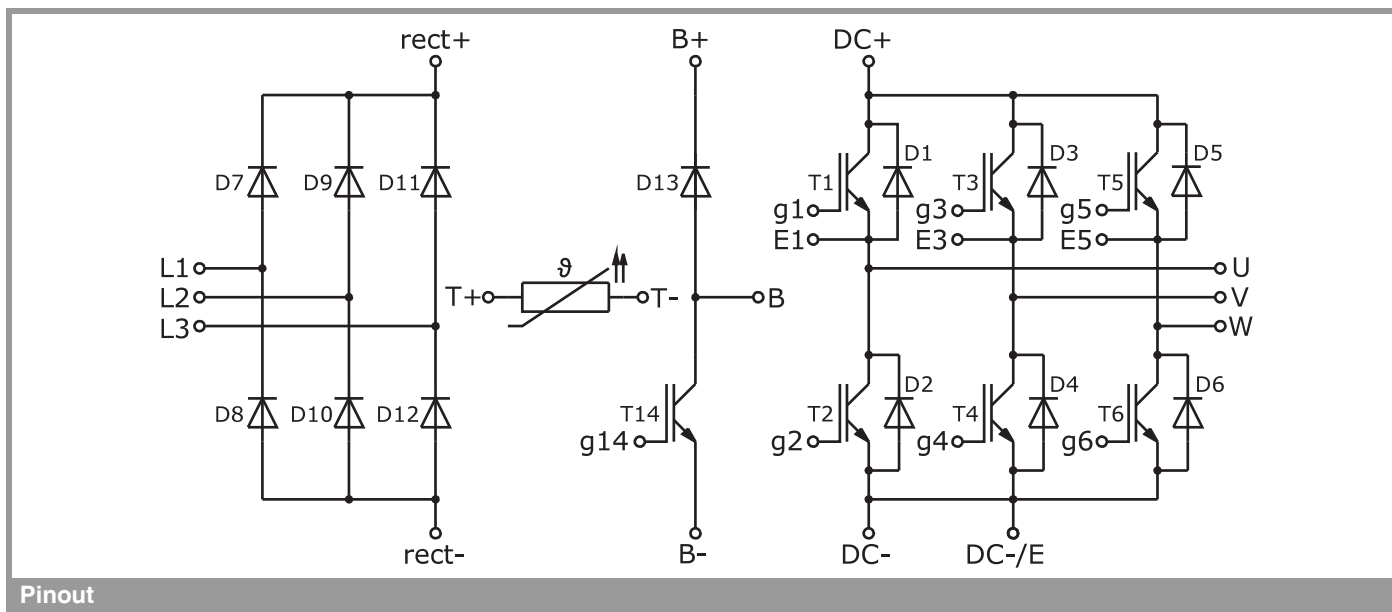 rect+ B+ DC+
D7 D9 D11 D13 T1 D1 T3 D3 T5 D5
g1 g3 g5
E1 E3 E5
L1 ϑ U
L2 T+ T- B V
L3 W
D8 D10 D12 T14 T2 D2 T4 D4 T6 D6
g14 g2 g4 g6
rect- B- DC- DC-/E
Pinout